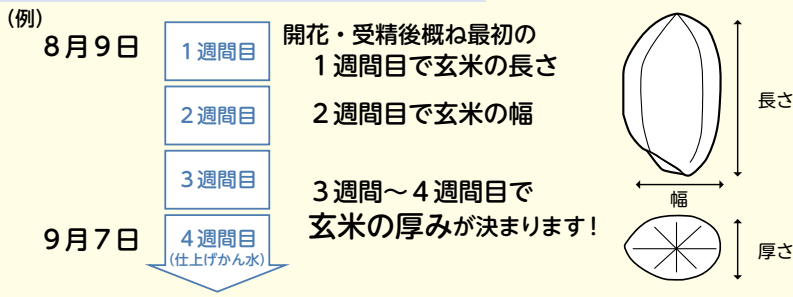 (例)
8月9日
1週間目
開花・受精後概ね最初の
1週間目で玄米の長さ
2週間目
2週間目で玄米の幅
3週間目
3週間～4週間目で
玄米の厚みが決まります!
9月7日
4週間目
(仕上げかん水)
長さ
幅
厚さ